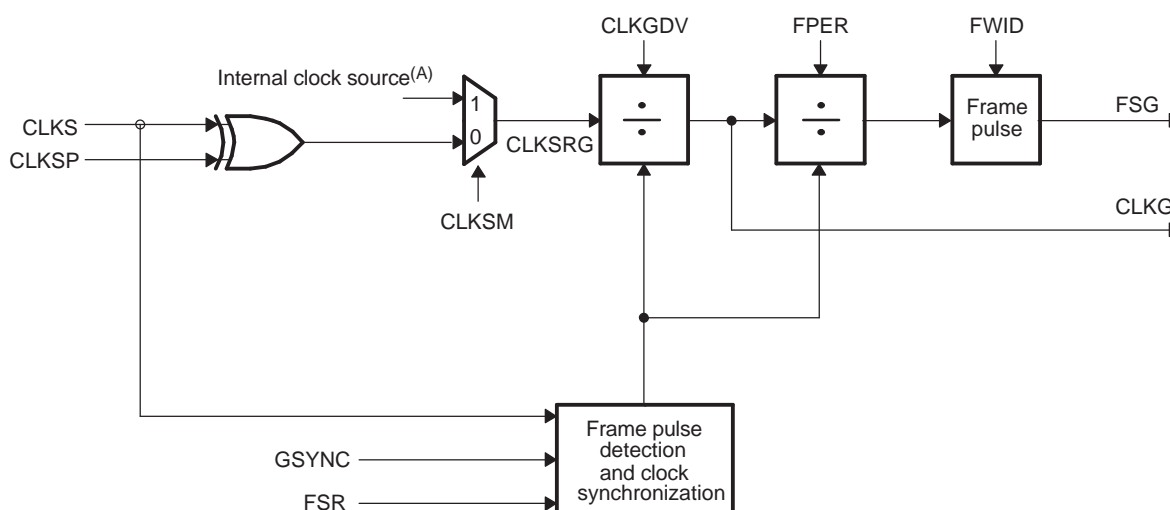 CLKGDV
FPER
FWID
Internal clock source(A)
1
0
CLKS
CLKSP
CLKSRG
CLKSM
÷
÷
Frame
pulse
FSG
CLKG
GSYNC
FSR
Frame pulse
detection
and clock
synchronization